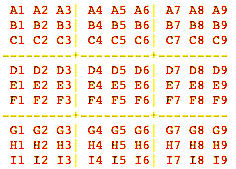 A1 A2 A3| A4 A5 A6| A7 A8 A9
B1 B2 B3| B4 B5 B6| B7 B8 B9
C1 C2 C3| C4 C5 C6| C7 C8 C9
---------+---------+---------
D1 D2 D3| D4 D5 D6| D7 D8 D9
E1 E2 E3| E4 E5 E6| E7 E8 E9
F1 F2 F3| F4 F5 F6| F7 F8 F9
---------+---------+---------
G1 G2 G3| G4 G5 G6| G7 G8 G9
H1 H2 H3| H4 H5 H6| H7 H8 H9
I1 I2 I3| I4 I5 I6| I7 I8 I9